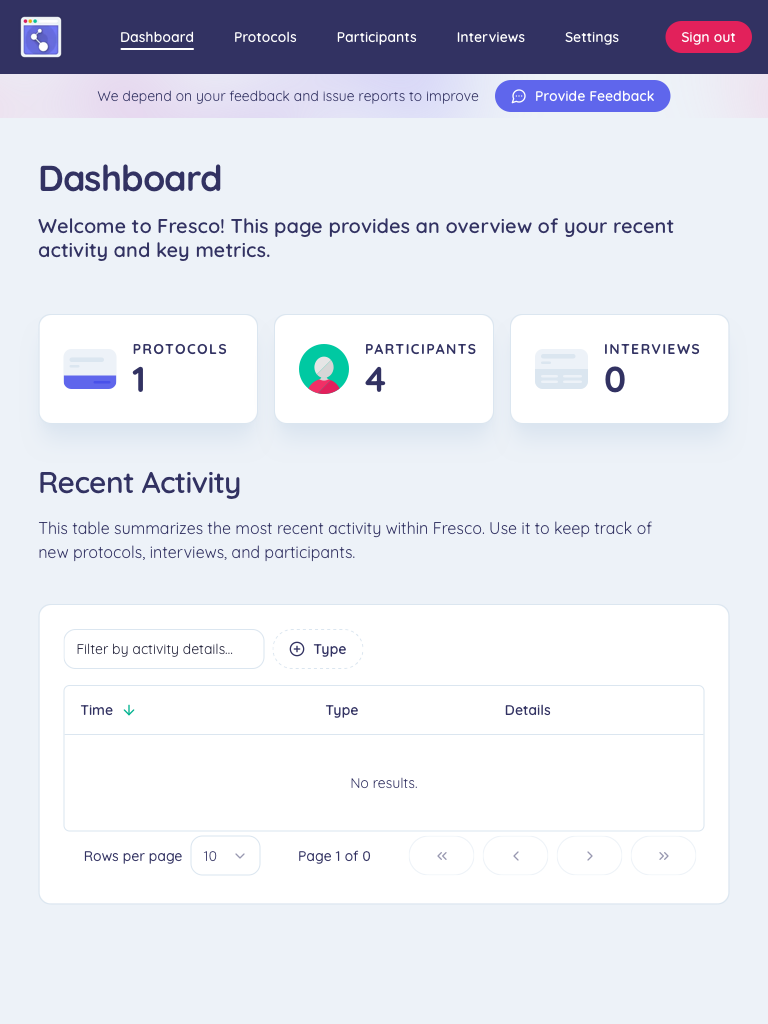 Dashboard Protocols Participants Interviews Settings Sign out
We depend on your feedback and issue reports to improve Provide Feedback
Dashboard
Welcome to Fresco! This page provides an overview of your recent
activity and key metrics.
PROTOCOLS
1
PARTICIPANTS
4
INTERVIEWS
0
Recent Activity
This table summarizes the most recent activity within Fresco. Use it to keep track of
new protocols, interviews, and participants.
Filter by activity details... Type
Time Type Details
No results.
Rows per page 10 Page 1 of 0